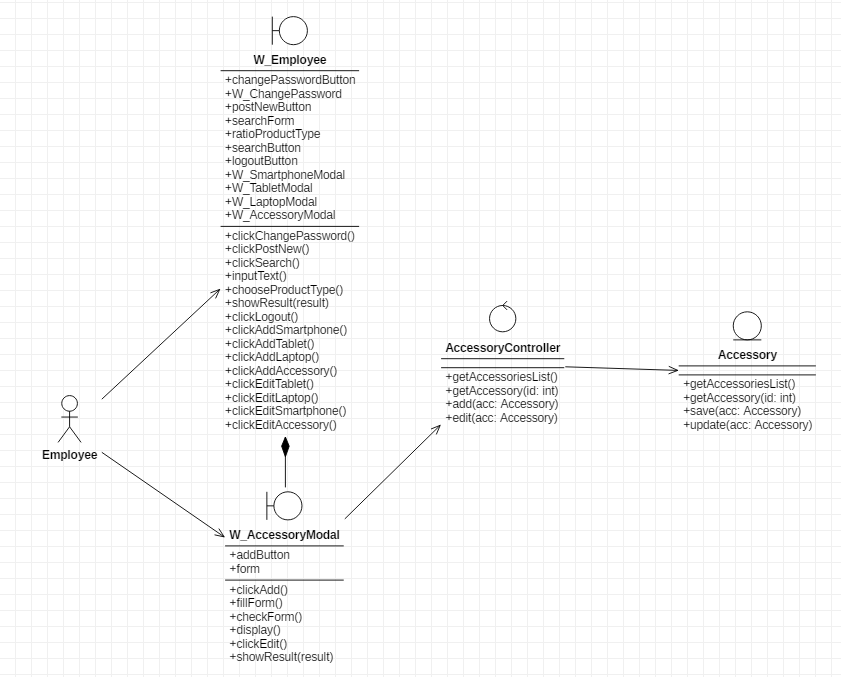 W_Employee
+changePasswordButton
+W_ChangePassword
+postNewButton
+searchForm
+ratioProductType
+searchButton
+logoutButton
+W_SmartphoneModal
+W_TabletModal
+W_LaptopModal
+W_AccessoryModal
+clickChangePassword()
+clickPostNew()
+clickSearch()
+inputText()
+chooseProductType()
+showResult(result)
+clickLogout()
+clickAddSmartphone()
+clickAddTablet()
+clickAddLaptop()
+clickAddAccessory()
+clickEditTablet()
+clickEditLaptop()
+clickEditSmartphone()
+clickEditAccessory()
Employee
W_AccessoryModal
+addButton
+form
+clickAdd()
+fillForm()
+checkForm()
+display()
+clickEdit()
+showResult(result)
AccessoryController
+getAccessoriesList()
+getAccessory(id: int)
+add(acc: Accessory)
+edit(acc: Accessory)
Accessory
+getAccessoriesList()
+getAccessory(id: int)
+save(acc: Accessory)
+update(acc: Accessory)